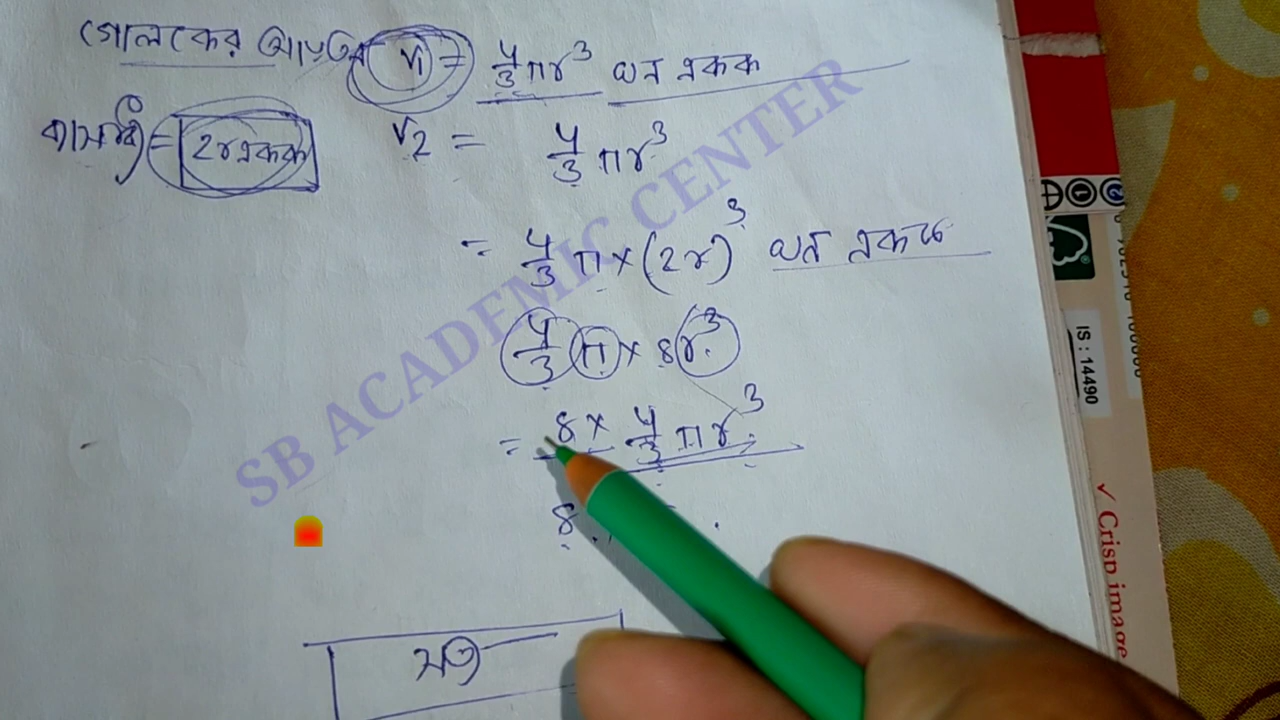 গোলকের আয়তন V₁ = 4/3 πr³ ঘন একক
ব্যাসার্ধ = 2r একক V₂ = 4/3 πr³
= 4/3 π × (2r)³ ঘন একক
4/3 π × 8r³
= 8 × 4/3 πr³
8
SB ACADEMIC CENTER
IS : 14490
✓ Crisp image